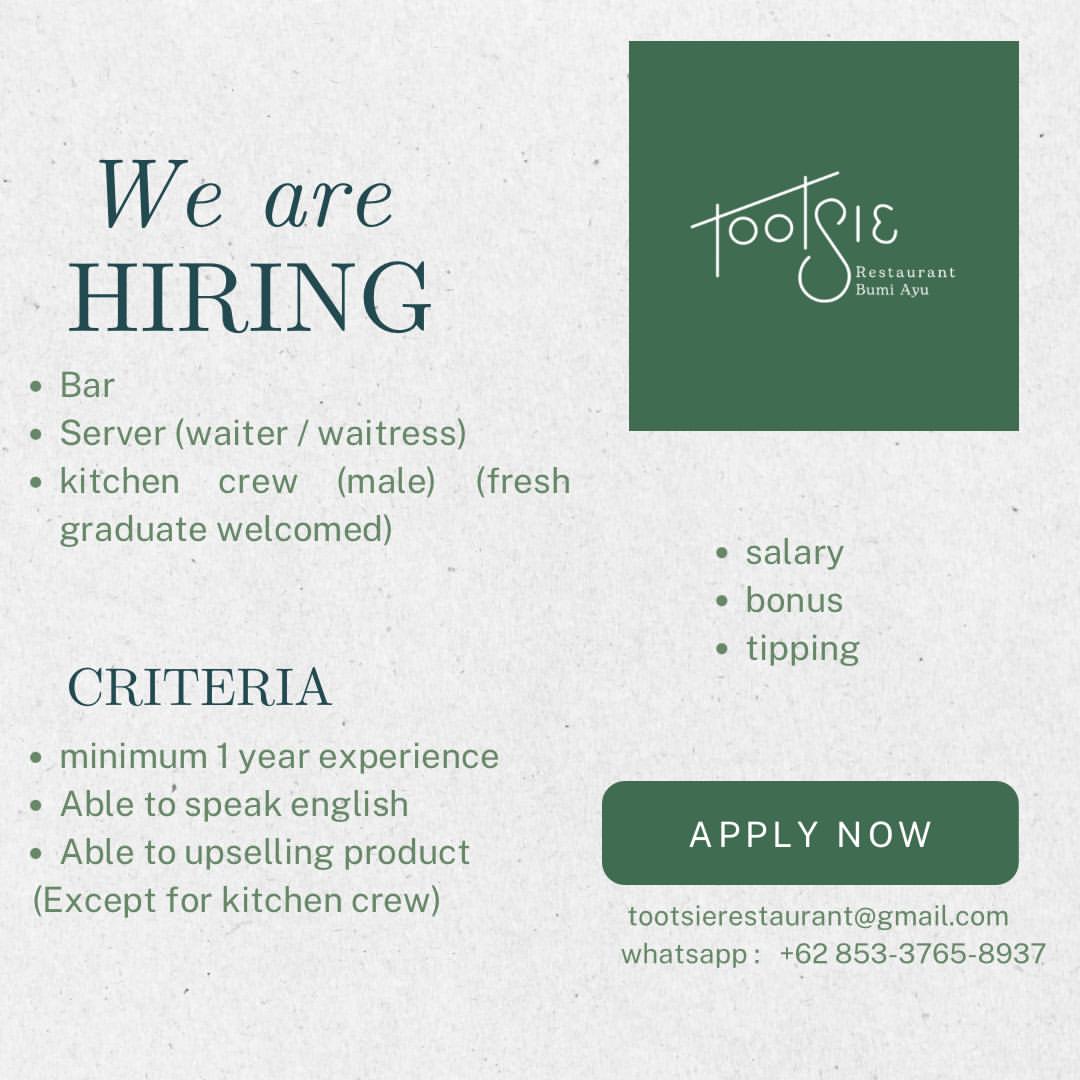 We are
HIRING
• Bar
• Server (waiter / waitress)
• kitchen crew (male) (fresh
graduate welcomed)
CRITERIA
• minimum 1 year experience
• Able to speak english
• Able to upselling product
(Except for kitchen crew)
TOOTSIE
Restaurant
Bumi Ayu
• salary
• bonus
• tipping
APPLY NOW
tootsierestaurant@gmail.com
whatsapp : +62 853-3765-8937